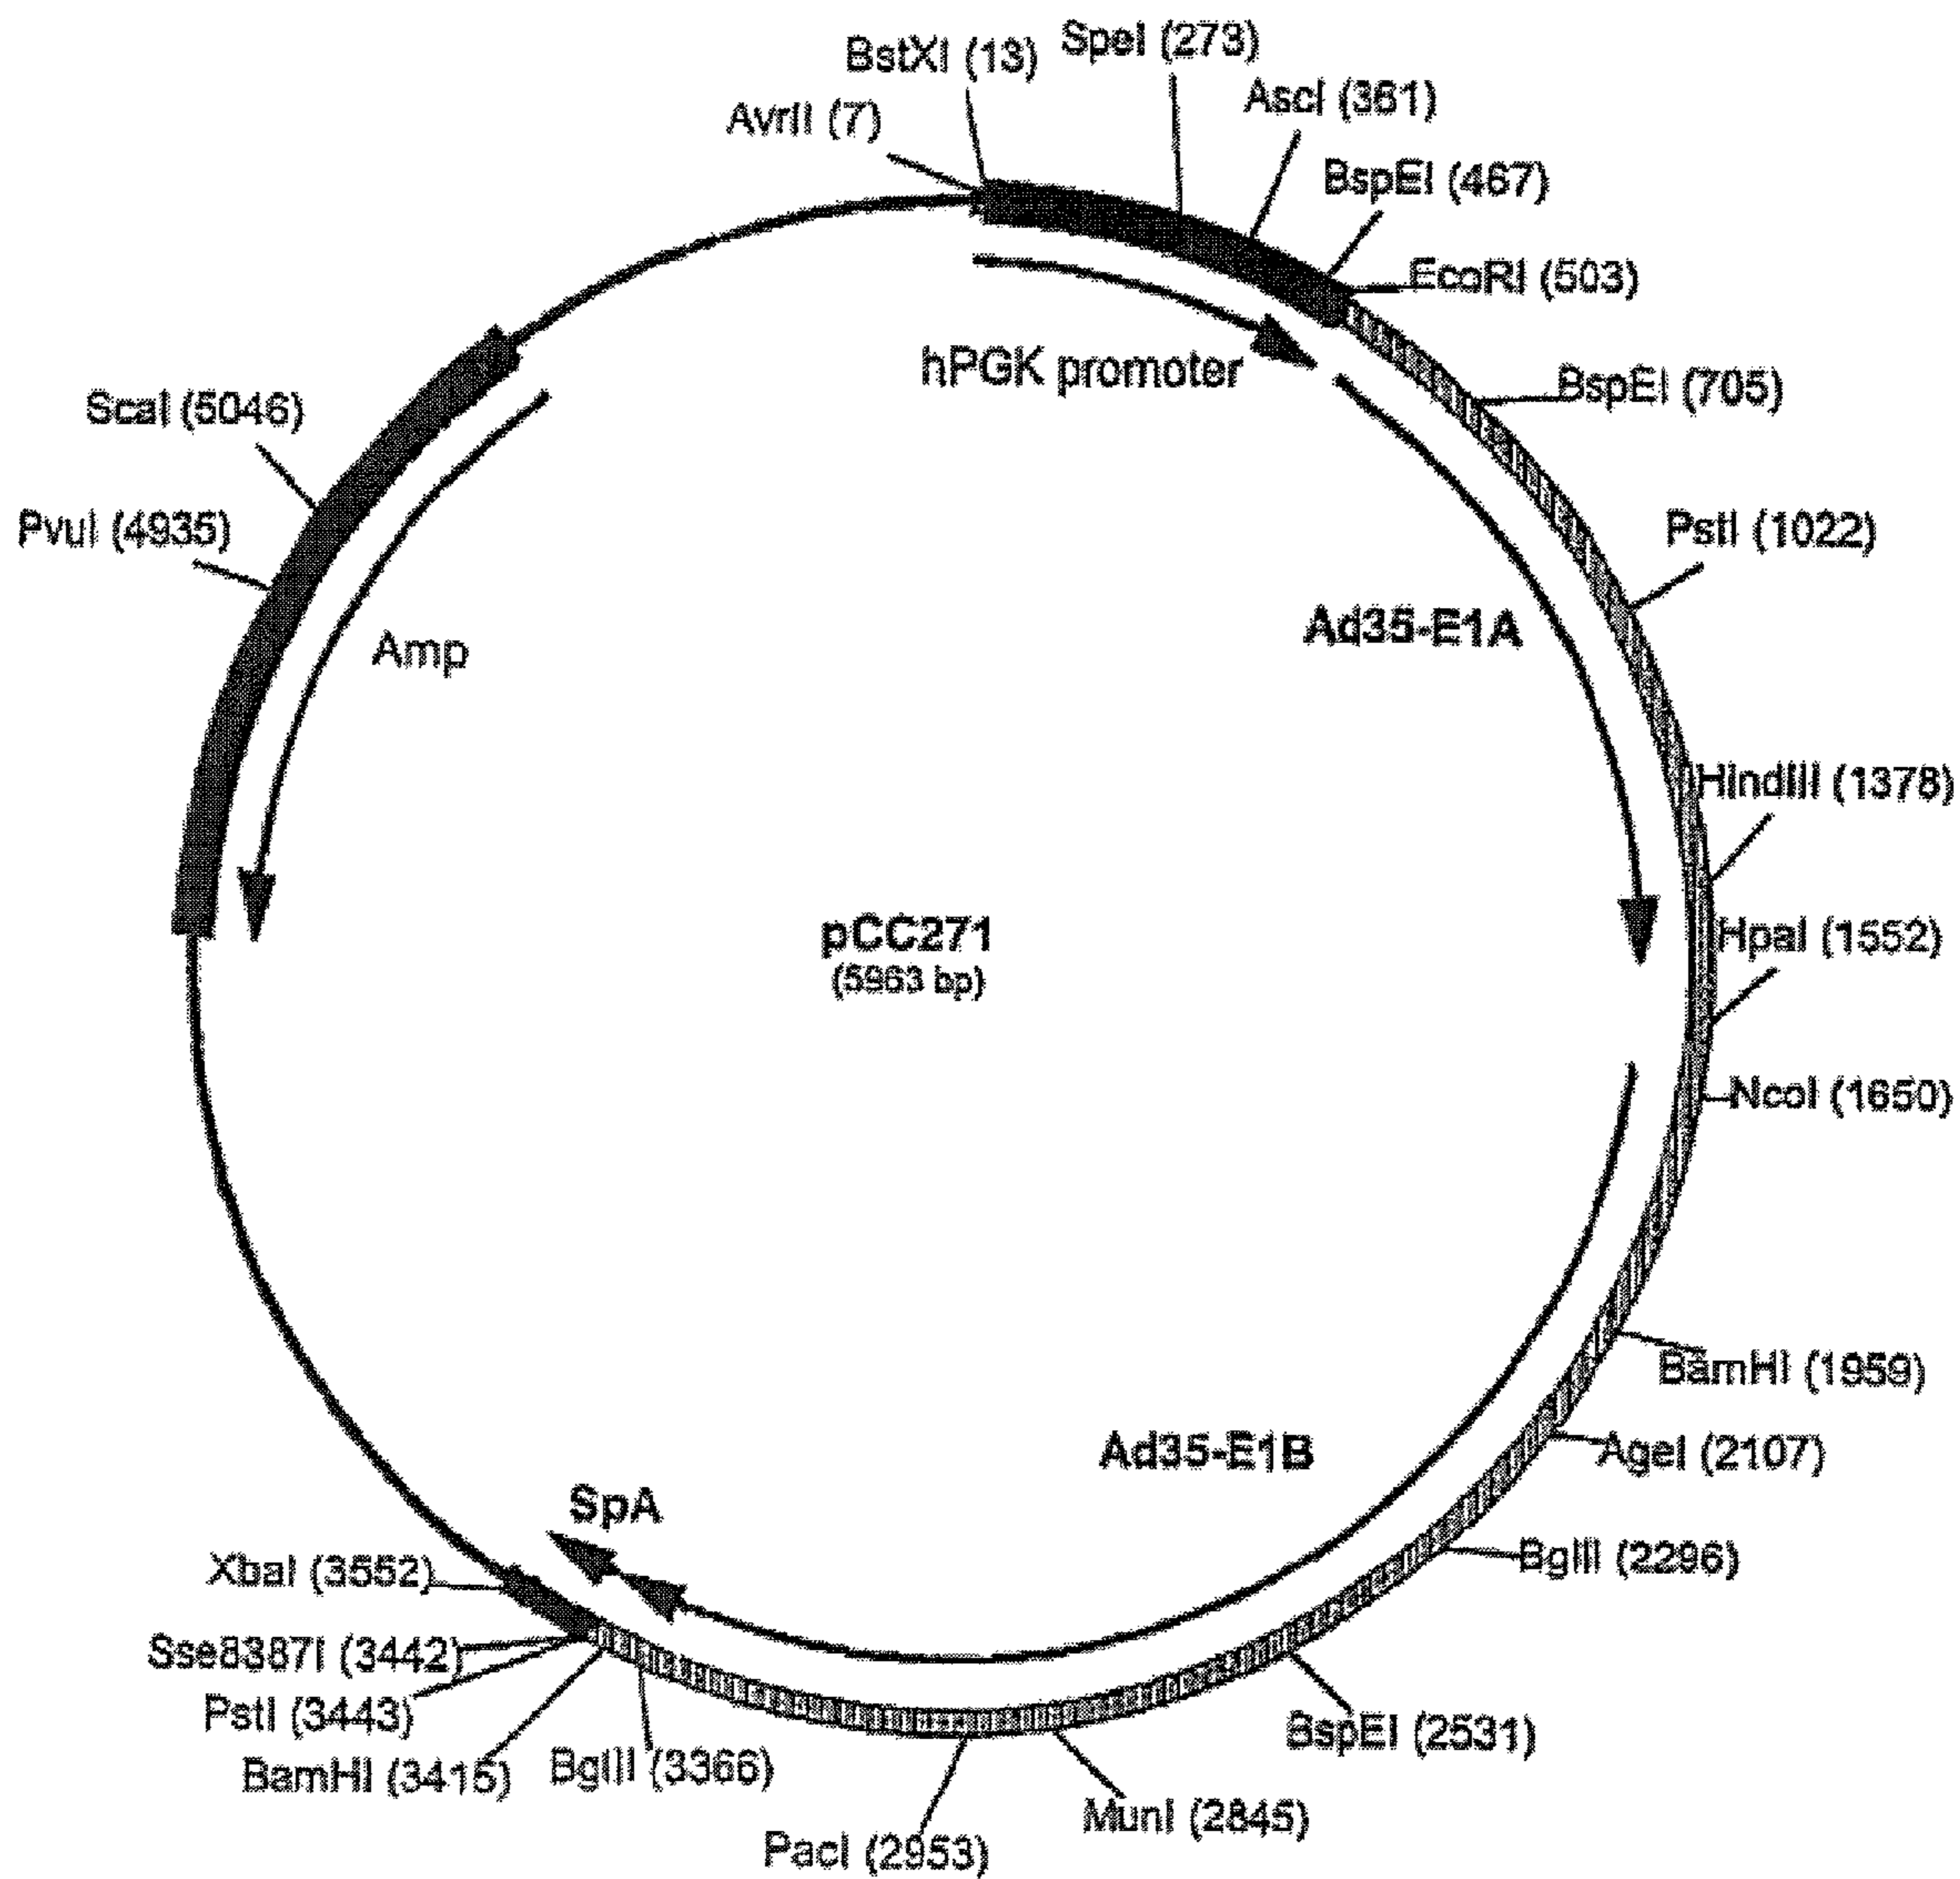 BstXI (13)
SpeI (273)
AvrII (7)
AscI (361)
BspEI (467)
EcoRI (503)
hPGK promoter
BspEI (705)
ScaI (5046)
PvuI (4935)
PstI (1022)
Ad35-E1A
Amp
HindIII (1378)
pCC271
(5963 bp)
HpaI (1552)
NcoI (1650)
BamHI (1959)
Ad35-E1B
AgeI (2107)
SpA
BglII (2296)
XbaI (3552)
Sse8387I (3442)
PstI (3443)
BamHI (3415)
BglII (3366)
BspEI (2531)
MunI (2845)
PacI (2953)